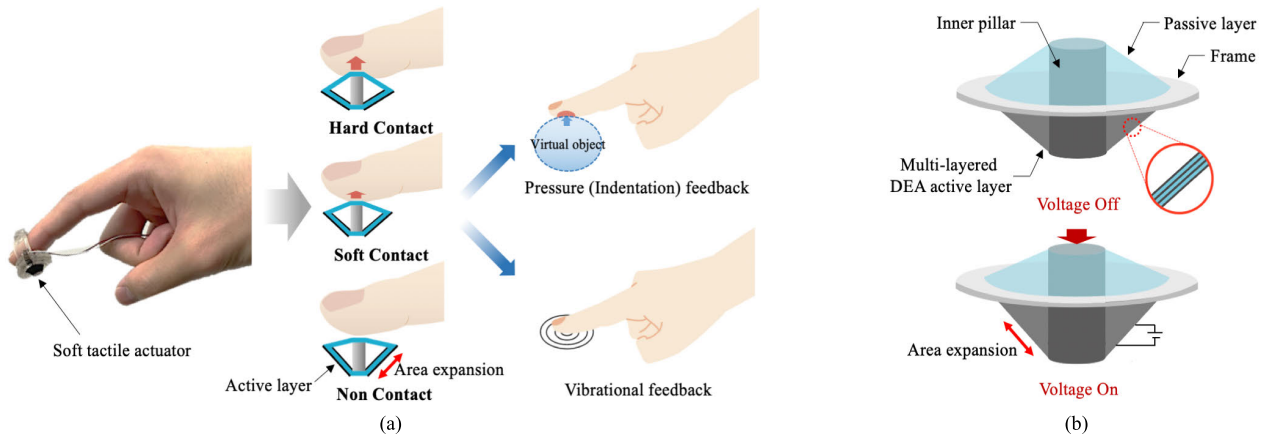 Soft tactile actuator
Hard Contact
Soft Contact
Active layer
Area expansion
Non Contact
Virtual object
Pressure (Indentation) feedback
Vibrational feedback
(a)
Inner pillar
Passive layer
Frame
Multi-layered
DEA active layer
Voltage Off
Area expansion
Voltage On
(b)